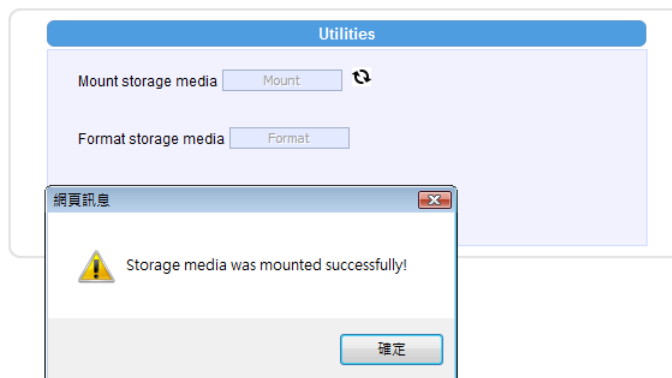 Utilities
Mount storage media Mount
Format storage media Format
網頁訊息
Storage media was mounted successfully!
確定